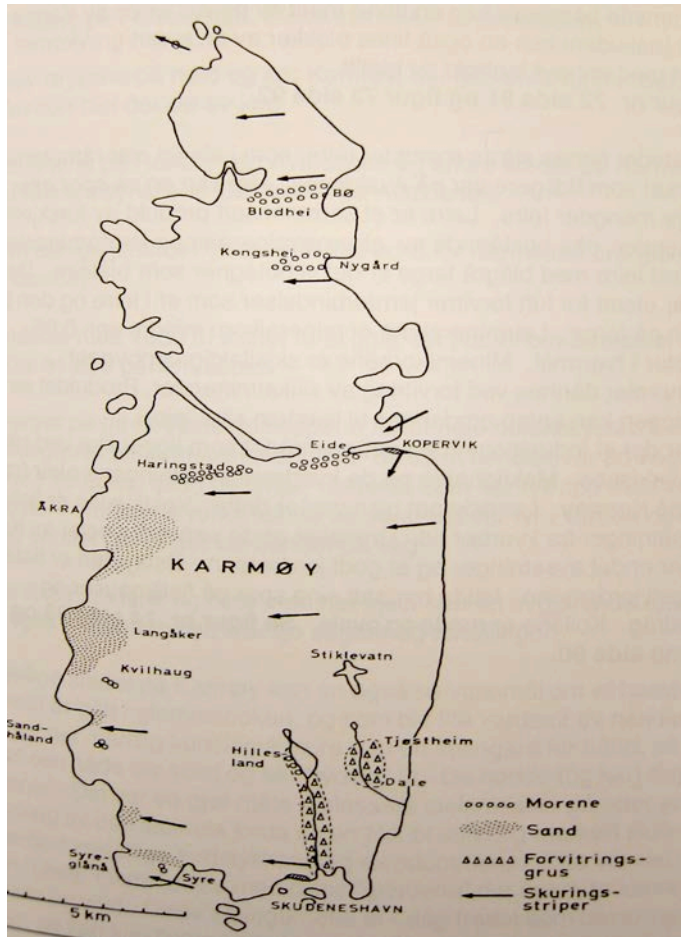 BØ
Blodhei
Kongshei
Nygård
Eide
KOPERVIK
Haringstad
ÅKRA
KARMØY
Langåker
Stiklevatn
Kvilhaug
Sand-
håland
Tjøstheim
Hilles-
land
Dale
Morene
Sand
Forvitrings-
grus
Skurings-
striper
Syre-
glånå
Syre
SKUDENESHAVN
5 km